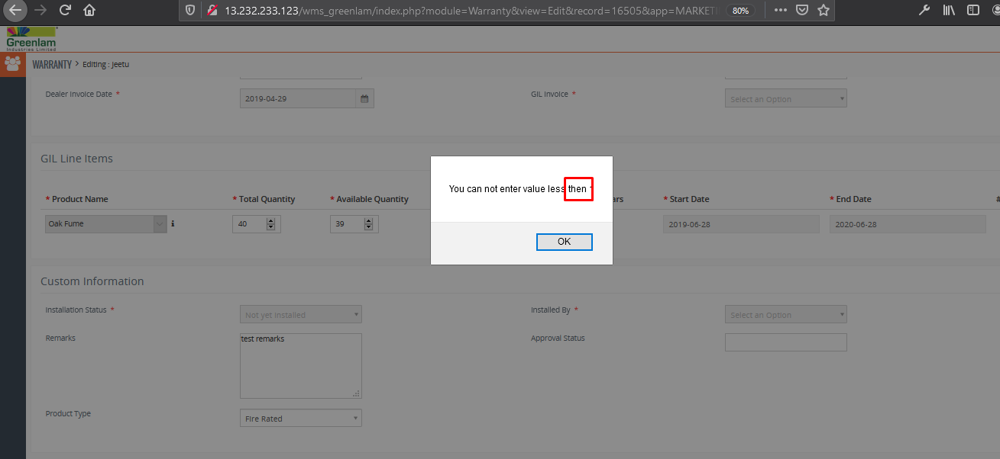 13.232.233.123/wms_greenlam/index.php?module=Warranty&view=Edit&record=16505&app=MARKETI
80%
Greenlam
Industries Limited
WARRANTY > Editing : Jeetu
Dealer Invoice Date *
2019-04-29
GIL Invoice *
Select an Option
GIL Line Items
* Product Name
* Total Quantity
* Available Quantity
ars
* Start Date
* End Date
#
Oak Fume
i
40
39
2019-06-28
2020-06-28
You can not enter value less then
OK
Custom Information
Installation Status *
Not yet Installed
Installed By *
Select an Option
Remarks
test remarks
Approval Status
Product Type
Fire Rated